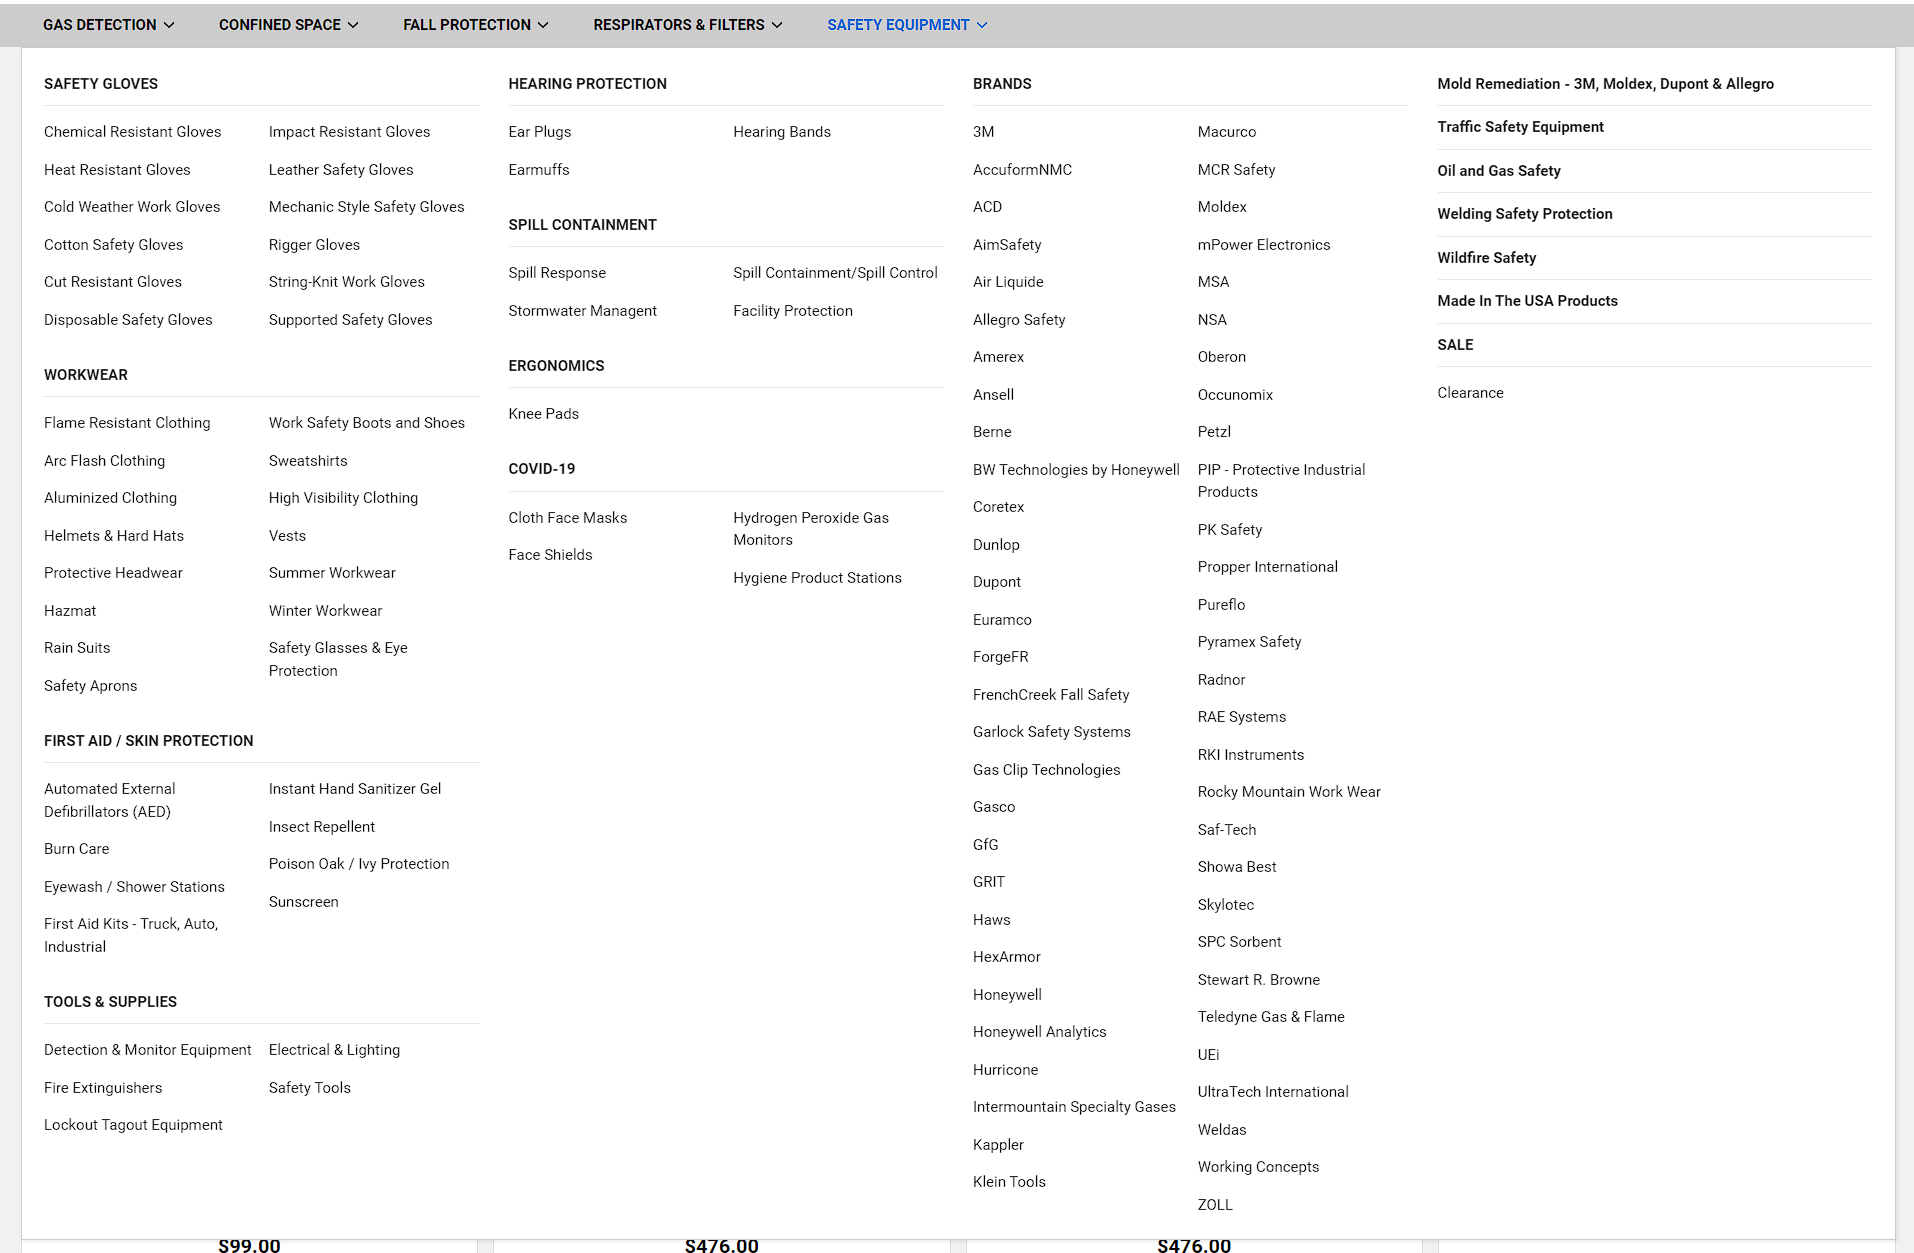 GAS DETECTION
CONFINED SPACE
FALL PROTECTION
RESPIRATORS & FILTERS
SAFETY EQUIPMENT
SAFETY GLOVES
Chemical Resistant Gloves
Heat Resistant Gloves
Cold Weather Work Gloves
Cotton Safety Gloves
Cut Resistant Gloves
Disposable Safety Gloves
Impact Resistant Gloves
Leather Safety Gloves
Mechanic Style Safety Gloves
Rigger Gloves
String-Knit Work Gloves
Supported Safety Gloves
WORKWEAR
Flame Resistant Clothing
Arc Flash Clothing
Aluminized Clothing
Helmets & Hard Hats
Protective Headwear
Hazmat
Rain Suits
Safety Aprons
Work Safety Boots and Shoes
Sweatshirts
High Visibility Clothing
Vests
Summer Workwear
Winter Workwear
Safety Glasses & Eye
Protection
FIRST AID / SKIN PROTECTION
Automated External
Defibrillators (AED)
Burn Care
Eyewash / Shower Stations
First Aid Kits - Truck, Auto,
Industrial
Instant Hand Sanitizer Gel
Insect Repellent
Poison Oak / Ivy Protection
Sunscreen
TOOLS & SUPPLIES
Detection & Monitor Equipment
Fire Extinguishers
Lockout Tagout Equipment
Electrical & Lighting
Safety Tools
HEARING PROTECTION
Ear Plugs
Earmuffs
Hearing Bands
SPILL CONTAINMENT
Spill Response
Stormwater Managent
Spill Containment/Spill Control
Facility Protection
ERGONOMICS
Knee Pads
COVID-19
Cloth Face Masks
Face Shields
Hydrogen Peroxide Gas
Monitors
Hygiene Product Stations
BRANDS
3M
AccuformNMC
ACD
AimSafety
Air Liquide
Allegro Safety
Amerex
Ansell
Berne
BW Technologies by Honeywell
Coretex
Dunlop
Dupont
Euramco
ForgeFR
FrenchCreek Fall Safety
Garlock Safety Systems
Gas Clip Technologies
Gasco
GfG
GRIT
Haws
HexArmor
Honeywell
Honeywell Analytics
Hurricone
Intermountain Specialty Gases
Kappler
Klein Tools
Macurco
MCR Safety
Moldex
mPower Electronics
MSA
NSA
Oberon
Occunomix
Petzl
PIP - Protective Industrial
Products
PK Safety
Propper International
Pureflo
Pyramex Safety
Radnor
RAE Systems
RKI Instruments
Rocky Mountain Work Wear
Saf-Tech
Showa Best
Skylotec
SPC Sorbent
Stewart R. Browne
Teledyne Gas & Flame
UEi
UltraTech International
Weldas
Working Concepts
ZOLL
Mold Remediation - 3M, Moldex, Dupont & Allegro
Traffic Safety Equipment
Oil and Gas Safety
Welding Safety Protection
Wildfire Safety
Made In The USA Products
SALE
Clearance
$99.00
$476.00
$476.00